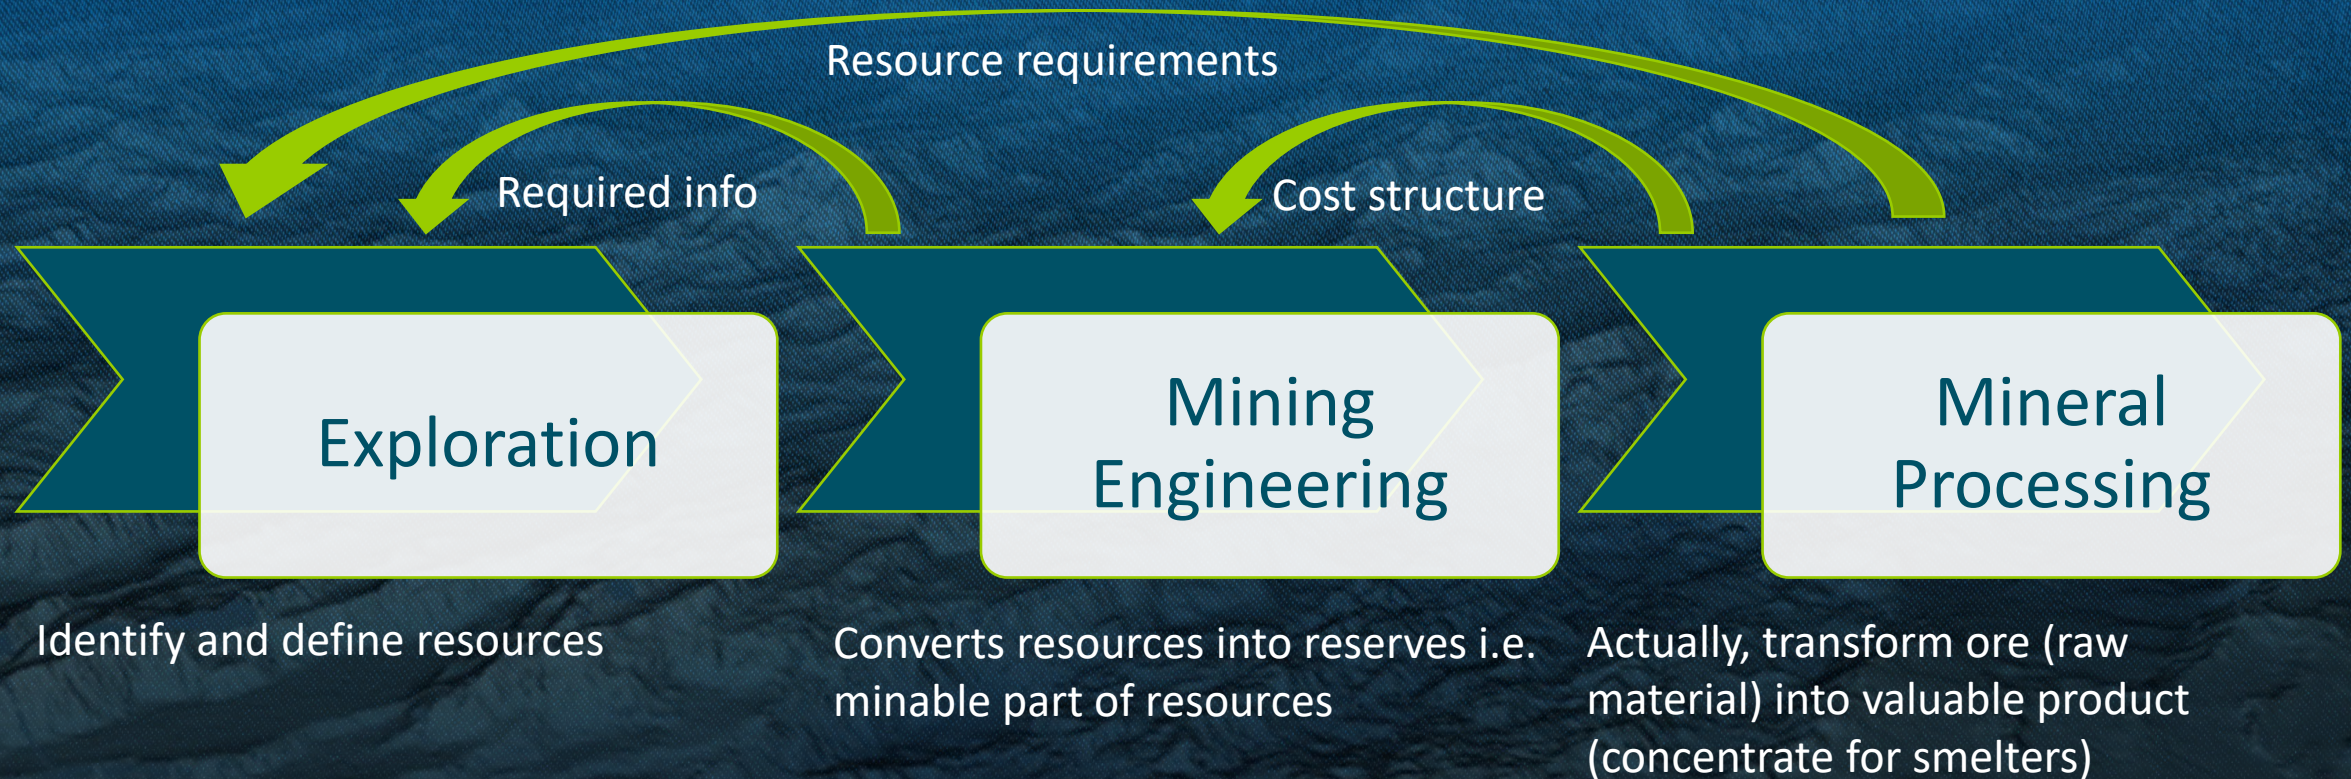 Resource requirements
Required info
Cost structure
Exploration
Mining
Engineering
Mineral
Processing
Identify and define resources
Converts resources into reserves i.e.
minable part of resources
Actually, transform ore (raw
material) into valuable product
(concentrate for smelters)